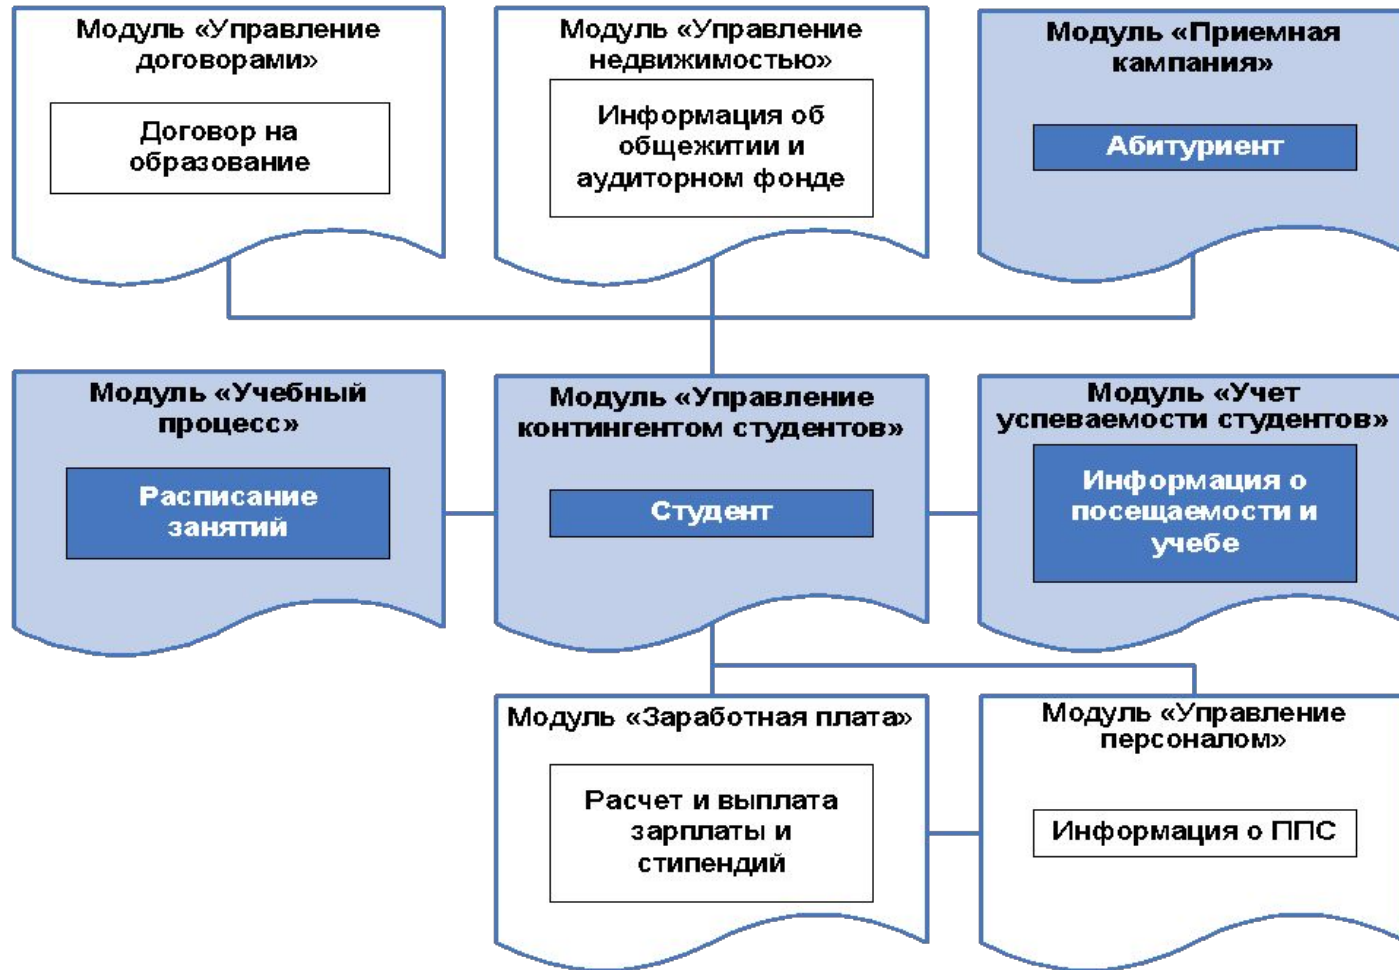 Модуль «Управление
договорами»
Договор на
образование
Модуль «Управление
недвижимостью»
Информация об
общежитии и
аудиторном фонде
Модуль «Приемная
кампания»
Абитуриент
Модуль «Учебный
процесс»
Расписание
занятий
Модуль «Управление
контингентом студентов»
Студент
Модуль «Учет
успеваемости студентов»
Информация о
посещаемости и
учебе
Модуль «Заработная плата»
Расчет и выплата
зарплаты и
стипендий
Модуль «Управление
персоналом»
Информация о ППС